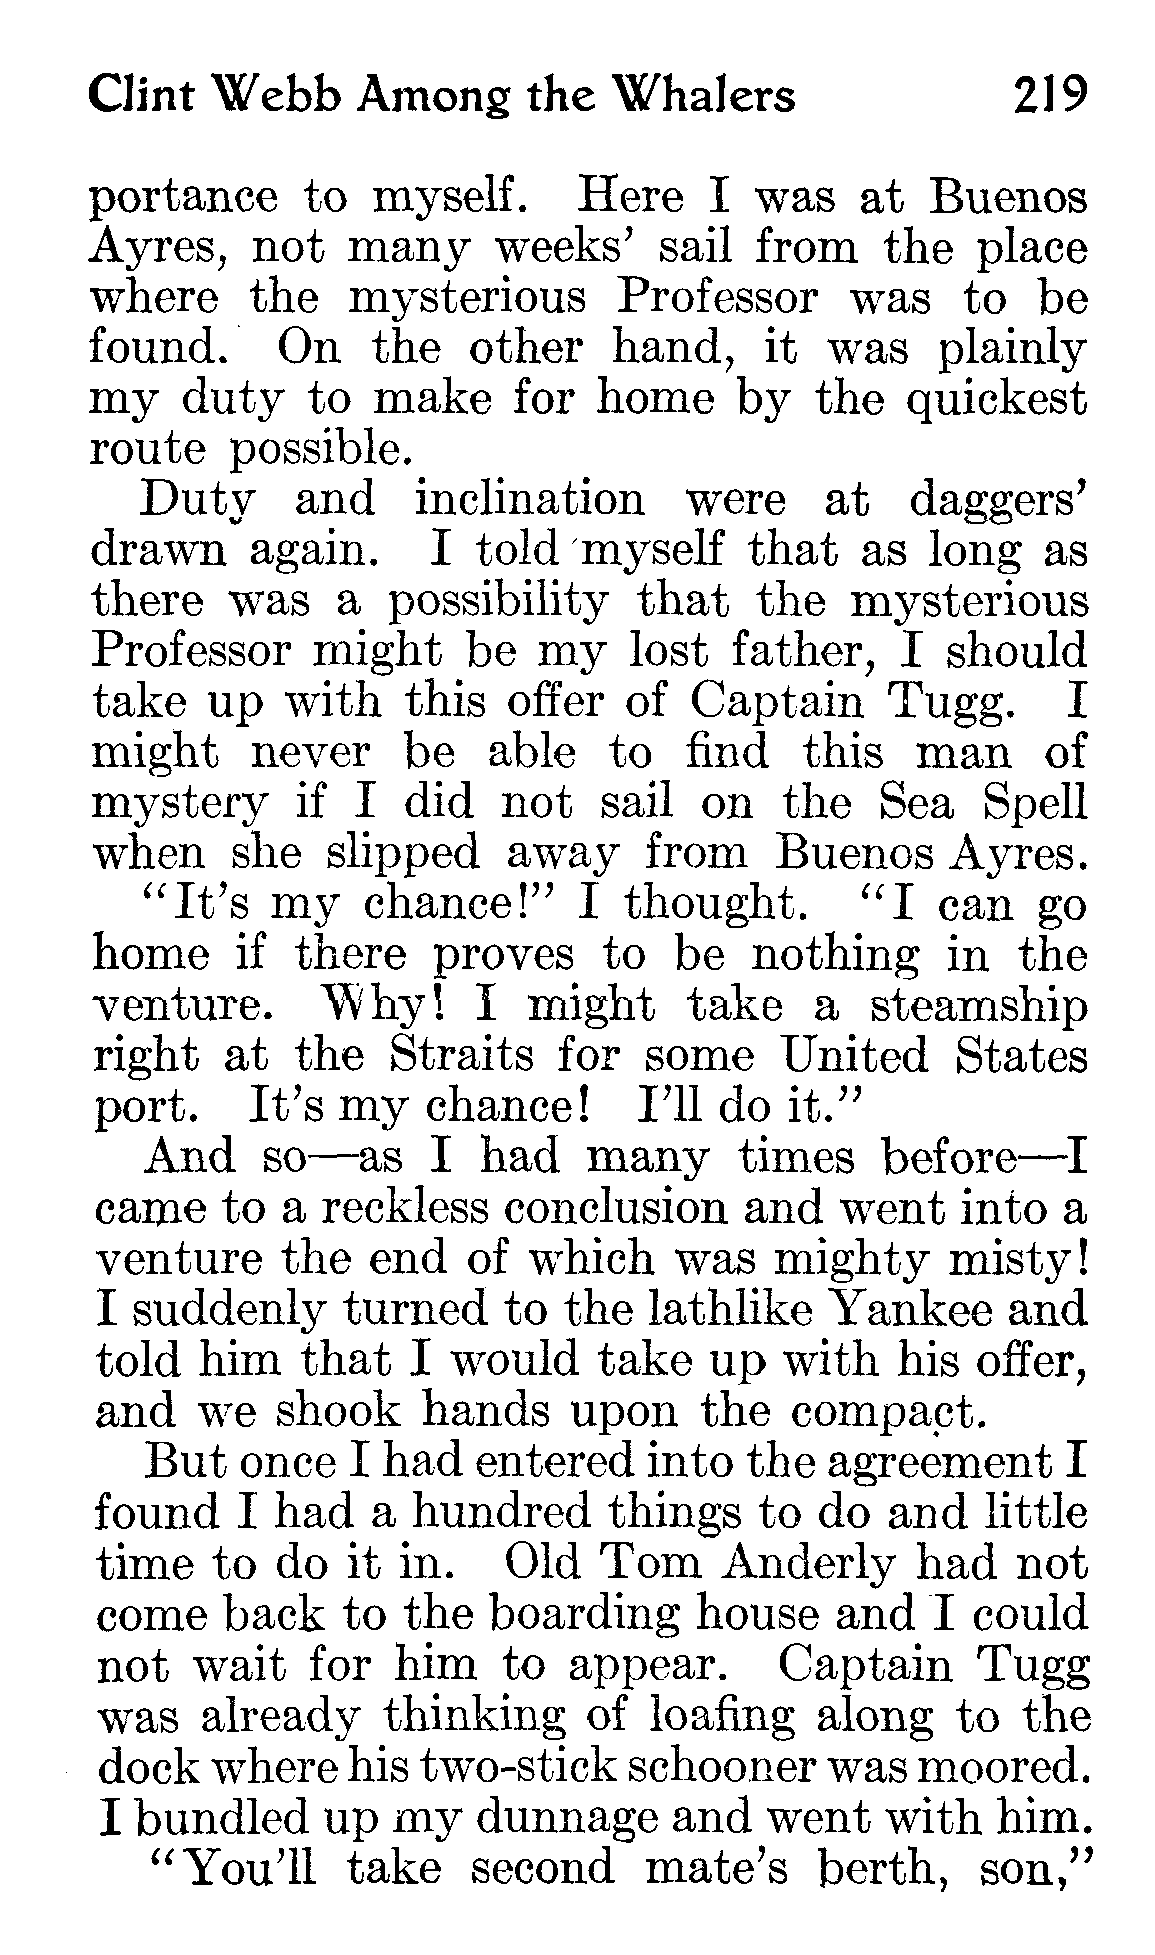 Clint Webb Among the Whalers 219
portance to myself. Here I was at Buenos
Ayres, not many weeks’ sail from the place
where the mysterious Professor was to be
found. On the other hand, it was plainly
my duty to make for home by the quickest
route possible.
Duty and inclination were at daggers’
drawn again. I told myself that as long as
there was a possibility that the mysterious
Professor might be my lost father, I should
take up with this offer of Captain Tugg. I
might never be able to find this man of
mystery if I did not sail on the Sea Spell
when she slipped away from Buenos Ayres.
“It’s my chance!” I thought. “I can go
home if there proves to be nothing in the
venture. Why! I might take a steamship
right at the Straits for some United States
port. It’s my chance! I’ll do it.”
And so—as I had many times before—I
came to a reckless conclusion and went into a
venture the end of which was mighty misty!
I suddenly turned to the lathlike Yankee and
told him that I would take up with his offer,
and we shook hands upon the compact.
But once I had entered into the agreement I
found I had a hundred things to do and little
time to do it in. Old Tom Anderly had not
come back to the boarding house and I could
not wait for him to appear. Captain Tugg
was already thinking of loafing along to the
dock where his two-stick schooner was moored.
I bundled up my dunnage and went with him.
“You’ll take second mate’s berth, son,”